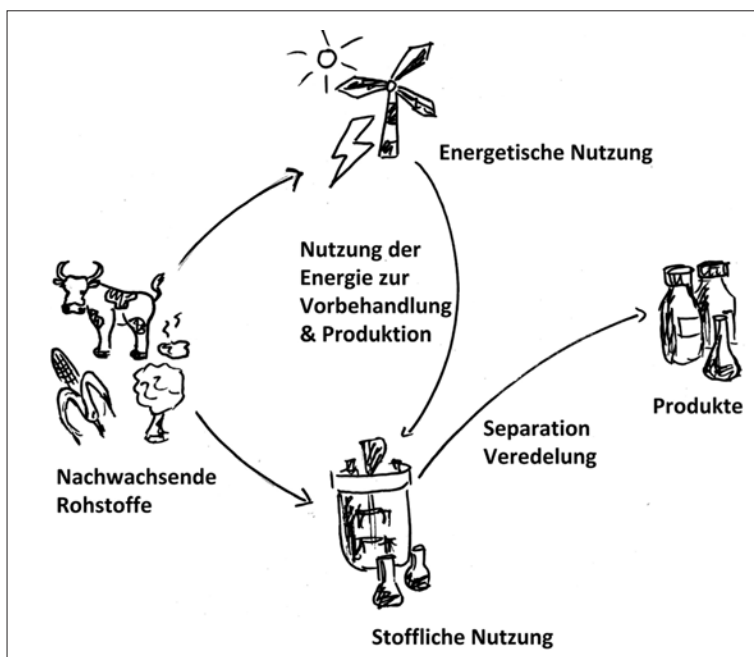 Energetische Nutzung
Nutzung der
Energie zur
Vorbehandlung
& Produktion
Produkte
Separation
Veredelung
Nachwachsende
Rohstoffe
Stoffliche Nutzung